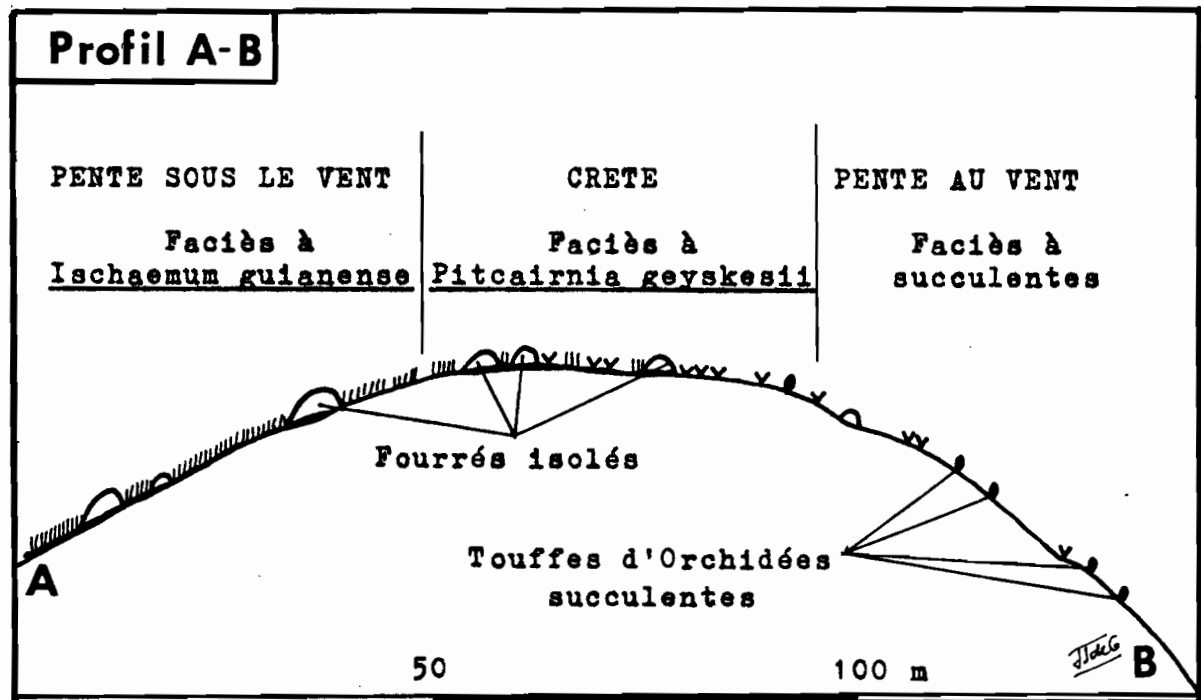 Profil A-B
PENTE SOUS LE VENT
Faciès à
Ischaemum guianense
CRETE
Faciès à
Pitcairnia geyskesii
PENTE AU VENT
Faciès à
succulentes
Fourrés isolés
Touffes d'Orchidées
succulentes
A
50
100 m
JJdeG
B